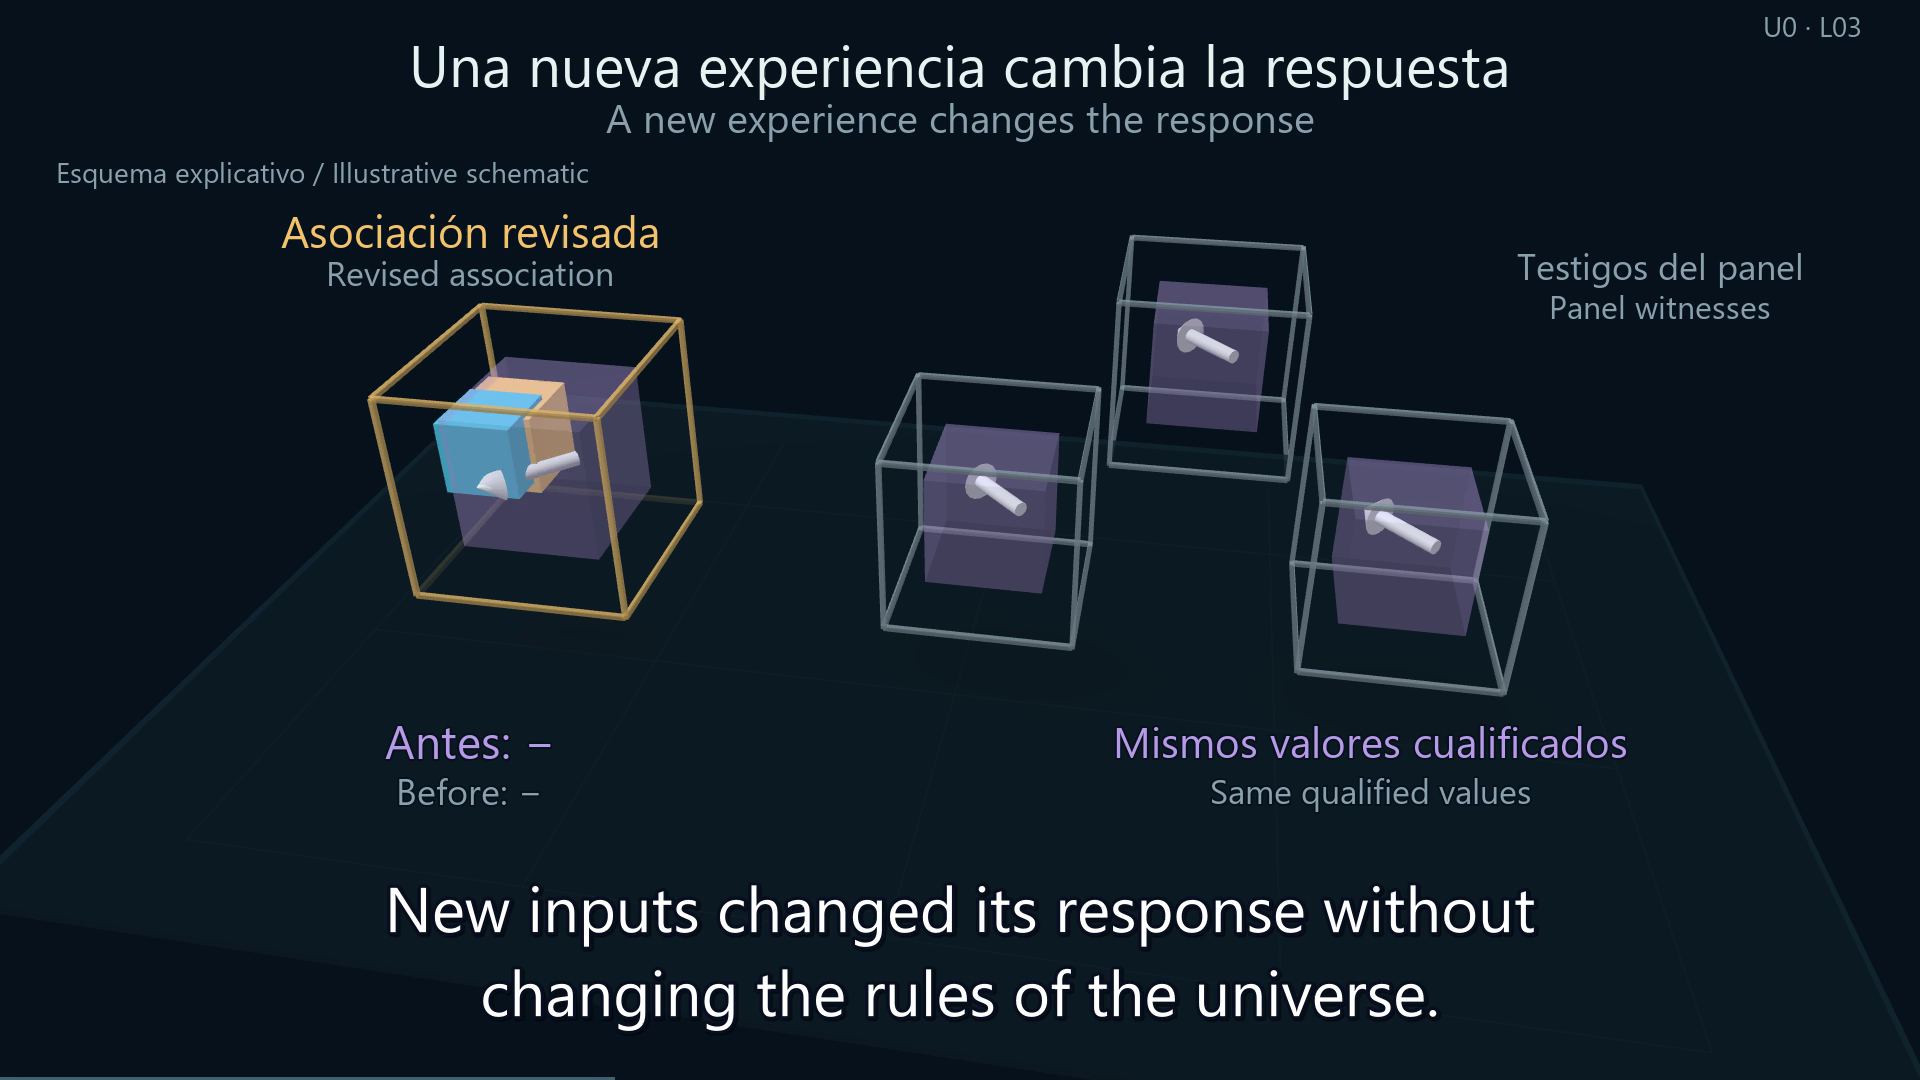 U0 · L03
Una nueva experiencia cambia la respuesta
A new experience changes the response
Esquema explicativo / Illustrative schematic
Asociación revisada
Revised association
Testigos del panel
Panel witnesses
Antes: –
Before: –
Mismos valores cualificados
Same qualified values
New inputs changed its response without
changing the rules of the universe.